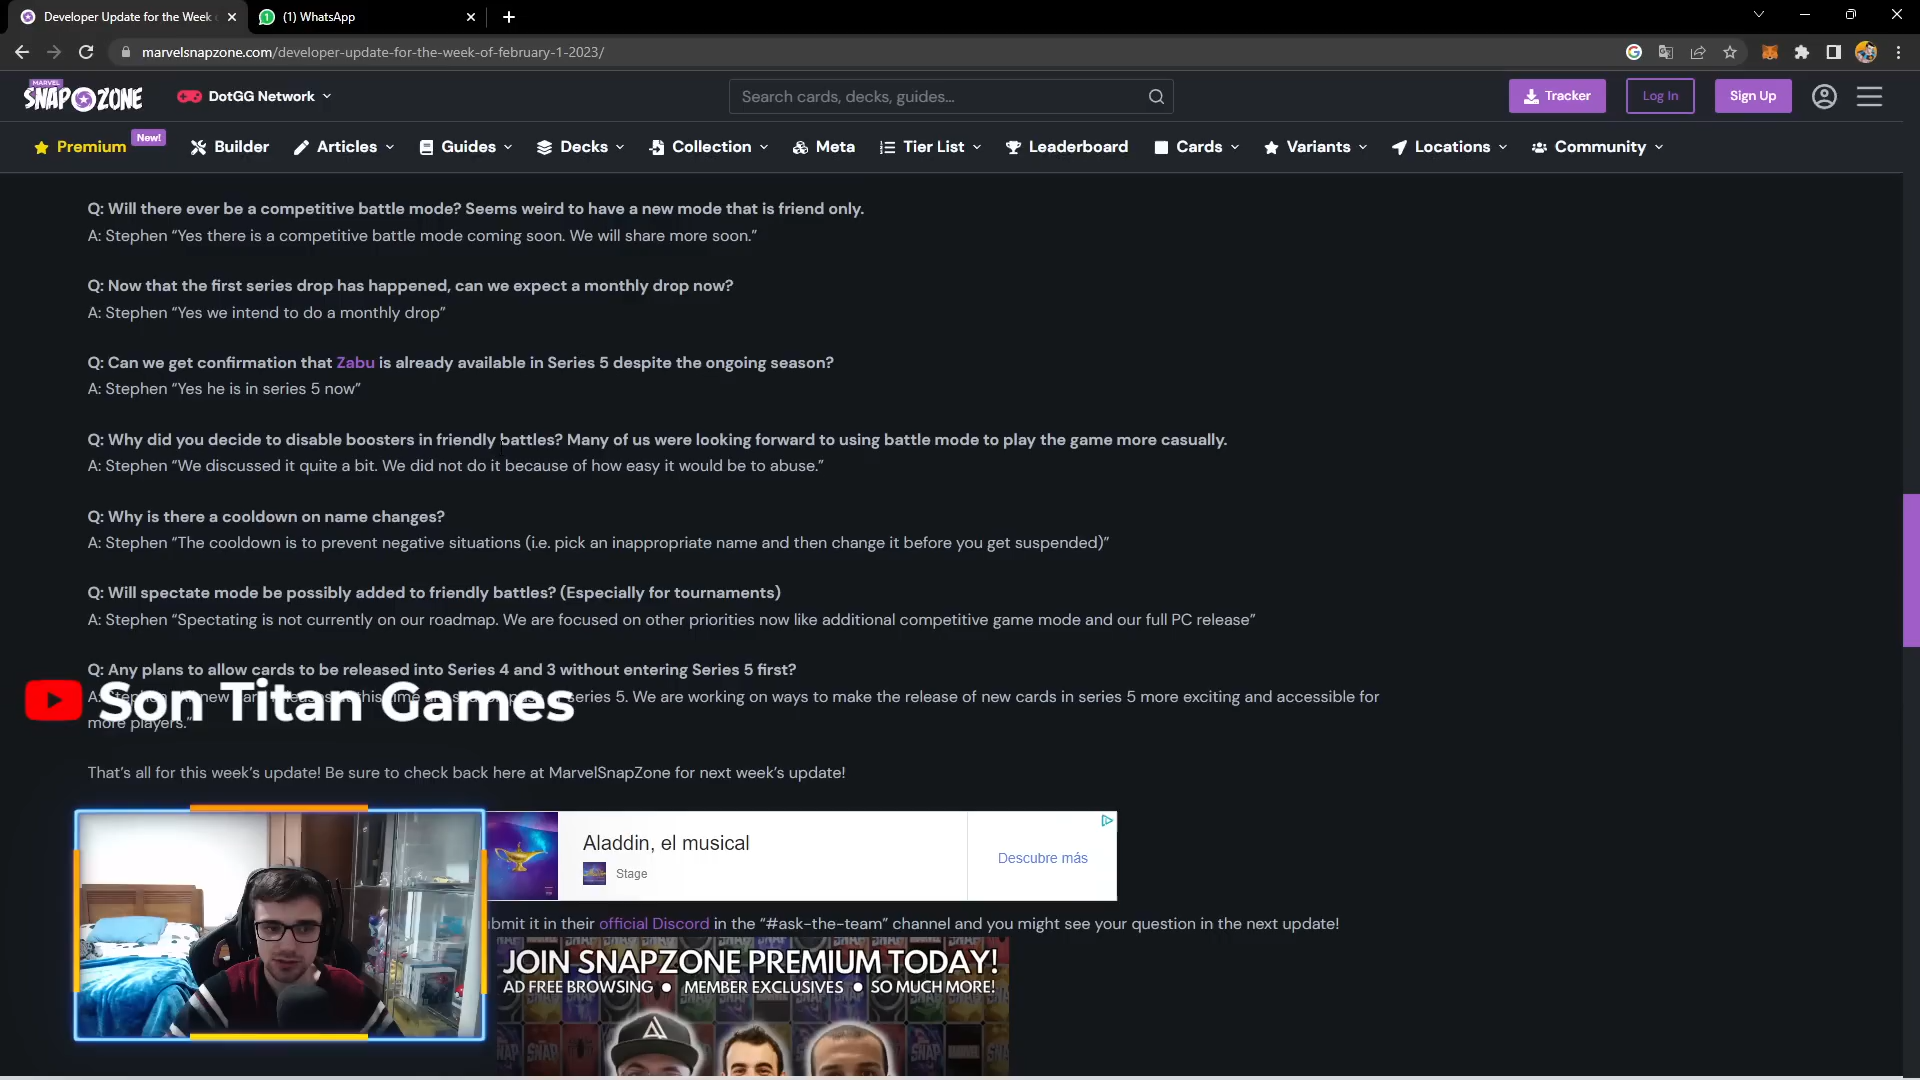 Developer Update for the Week
(1) WhatsApp
marvelsnapzone.com/developer-update-for-the-week-of-february-1-2023/
MARVEL
SNAP ZONE
DotGG Network
Search cards, decks, guides...
Tracker
Log In
Sign Up
Premium
New!
Builder
Articles
Guides
Decks
Collection
Meta
Tier List
Leaderboard
Cards
Variants
Locations
Community
Q: Will there ever be a competitive battle mode? Seems weird to have a new mode that is friend only.
A: Stephen “Yes there is a competitive battle mode coming soon. We will share more soon.”
Q: Now that the first series drop has happened, can we expect a monthly drop now?
A: Stephen “Yes we intend to do a monthly drop”
Q: Can we get confirmation that Zabu is already available in Series 5 despite the ongoing season?
A: Stephen “Yes he is in series 5 now”
Q: Why did you decide to disable boosters in friendly battles? Many of us were looking forward to using battle mode to play the game more casually.
A: Stephen “We discussed it quite a bit. We did not do it because of how easy it would be to abuse.”
Q: Why is there a cooldown on name changes?
A: Stephen “The cooldown is to prevent negative situations (i.e. pick an inappropriate name and then change it before you get suspended)”
Q: Will spectate mode be possibly added to friendly battles? (Especially for tournaments)
A: Stephen “Spectating is not currently on our roadmap. We are focused on other priorities now like additional competitive game mode and our full PC release”
Q: Any plans to allow cards to be released into Series 4 and 3 without entering Series 5 first?
A: Stephen new this time series 5. We are working on ways to make the release of new cards in series 5 more exciting and accessible for
more players.”
Son Titan Games
That’s all for this week’s update! Be sure to check back here at MarvelSnapZone for next week’s update!
Aladdin, el musical
Stage
Descubre más
submit it in their official Discord in the “#ask-the-team” channel and you might see your question in the next update!
JOIN SNAPZONE PREMIUM TODAY!
AD FREE BROWSING ● MEMBER EXCLUSIVES ● SO MUCH MORE!